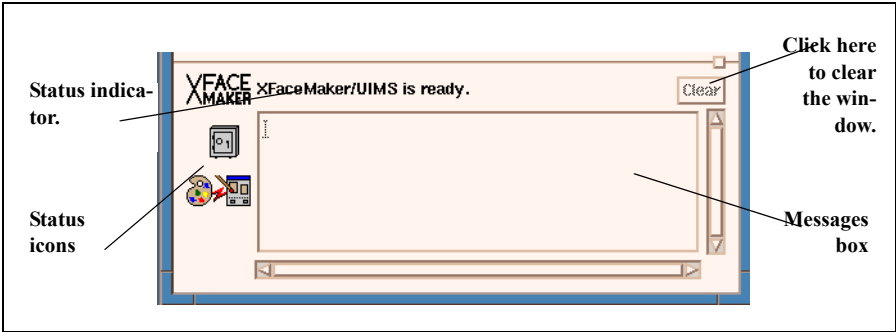 Click here
to clear
the win-
dow.
Status indica-
tor.
XFACE
MAKER
XFaceMaker/UIMS is ready.
Clear
Status
icons
Messages
box